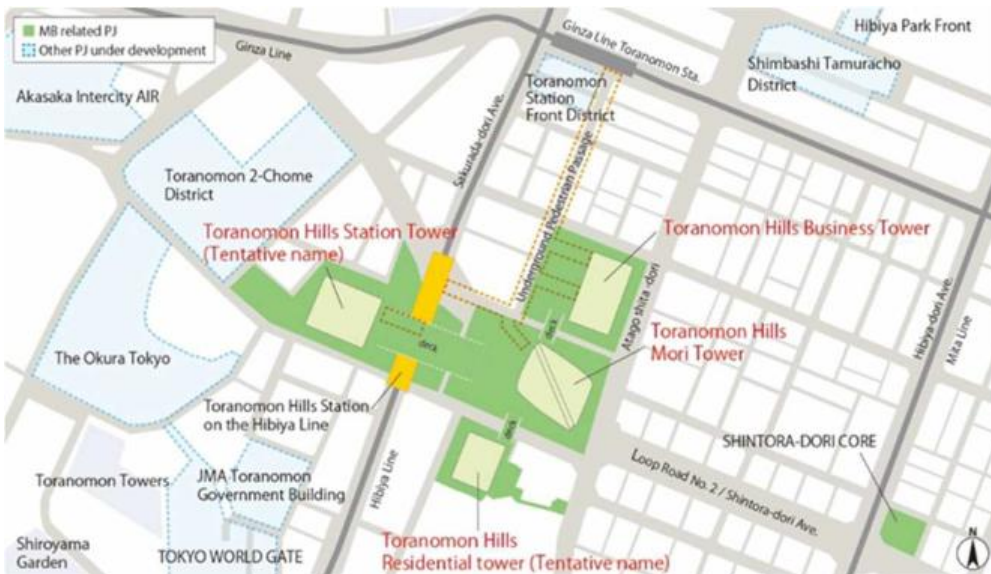 MB related PJ
Other PJ under development
Ginza Line
Ginza Line Toranomon Sta.
Hibiya Park Front
Shimbashi Tamuracho
District
Akasaka Intercity AIR
Toranomon
Station
Front District
Sakurada-dori Ave.
Toranomon 2-Chome
District
Underground Pedestrian Passage
Toranomon Hills Station Tower
(Tentative name)
Toranomon Hills Business Tower
Atago shita -dori
Hibiya-dori Ave.
Mita Line
deck
deck
Toranomon Hills
Mori Tower
The Okura Tokyo
Toranomon Hills Station
on the Hibiya Line
deck
SHINTORA-DORI CORE
Loop Road No. 2 / Shintora-dori Ave.
Toranomon Towers
JMA Toranomon
Government Building
Hibiya Line
Shiroyama
Garden
TOKYO WORLD GATE
Toranomon Hills
Residential tower (Tentative name)
N